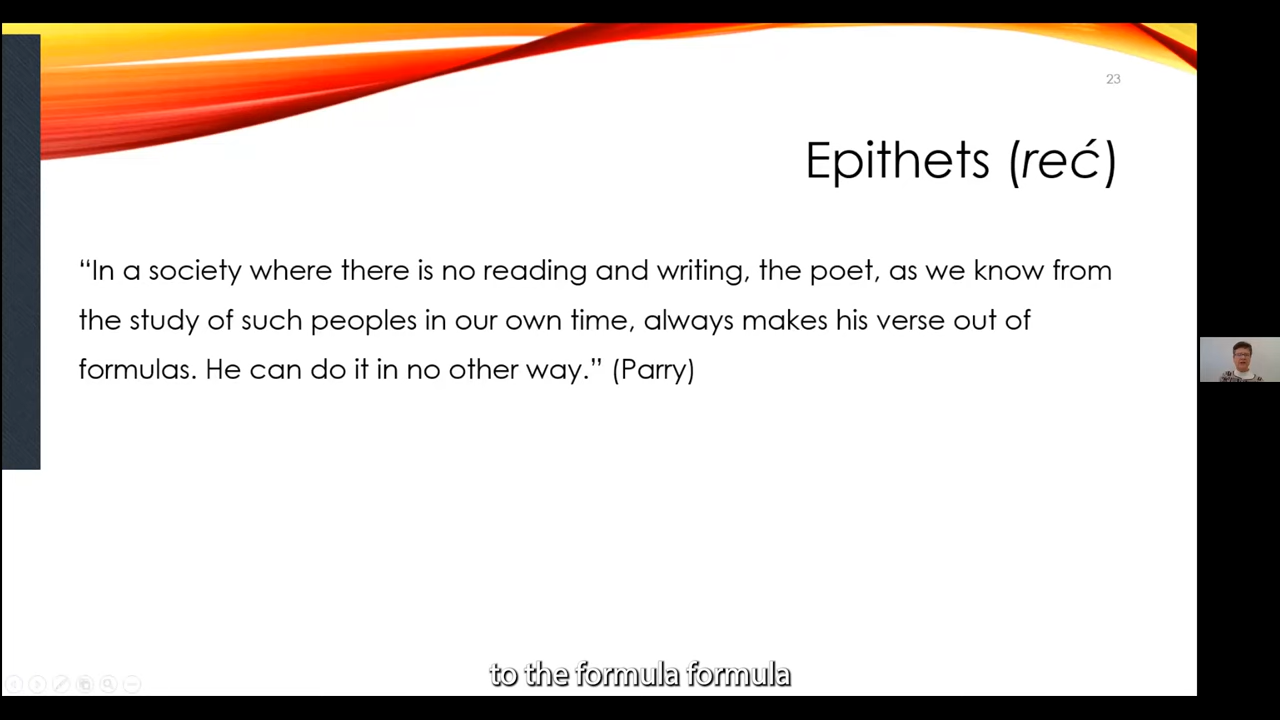 23
Epithets (reć)
“In a society where there is no reading and writing, the poet, as we know from
the study of such peoples in our own time, always makes his verse out of
formulas. He can do it in no other way.” (Parry)
to the formula formula